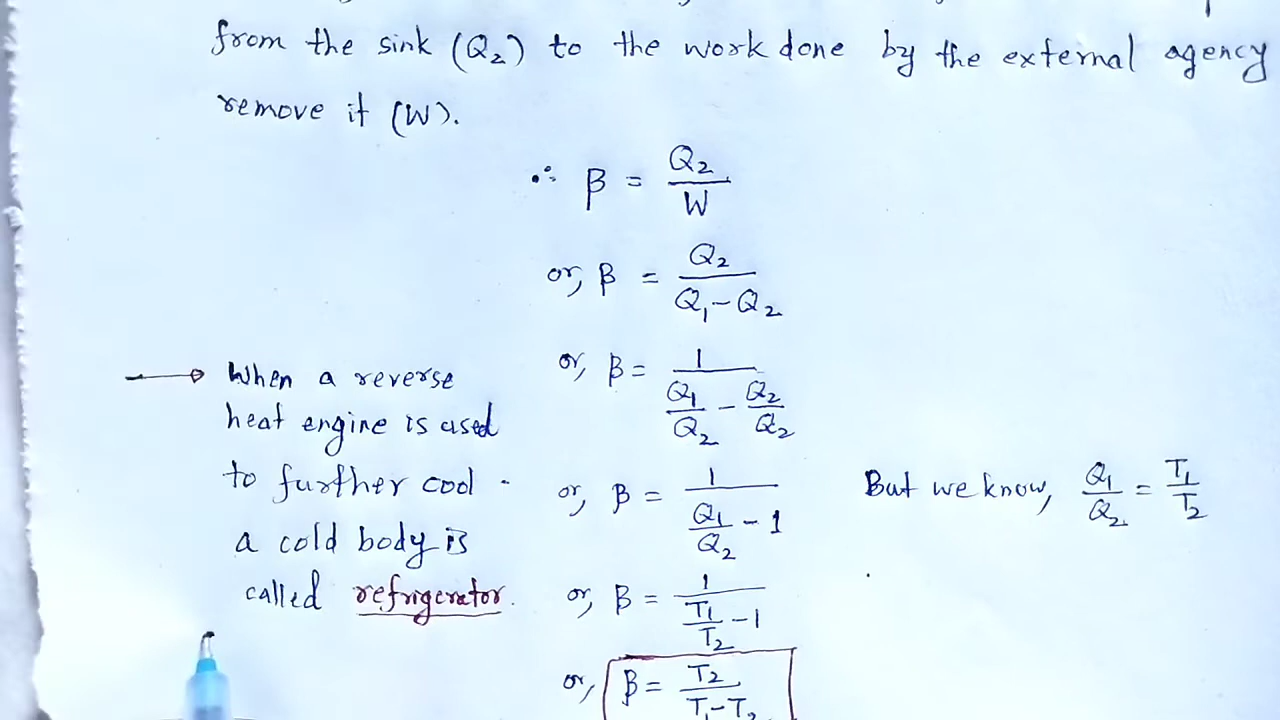 from the sink (Q₂) to the work done by the external agency
remove it (W).
∴ β = Q₂/W
or, β = Q₂/(Q₁-Q₂)
or, β = 1/(Q₁/Q₂ - Q₂/Q₂)
or, β = 1/(Q₁/Q₂ - 1)
But we know, Q₁/Q₂ = T₁/T₂
or, β = 1/(T₁/T₂ - 1)
or, β = T₂/(T₁-T₂)
When a reverse
heat engine is used
to further cool
a cold body is
called refrigerator.